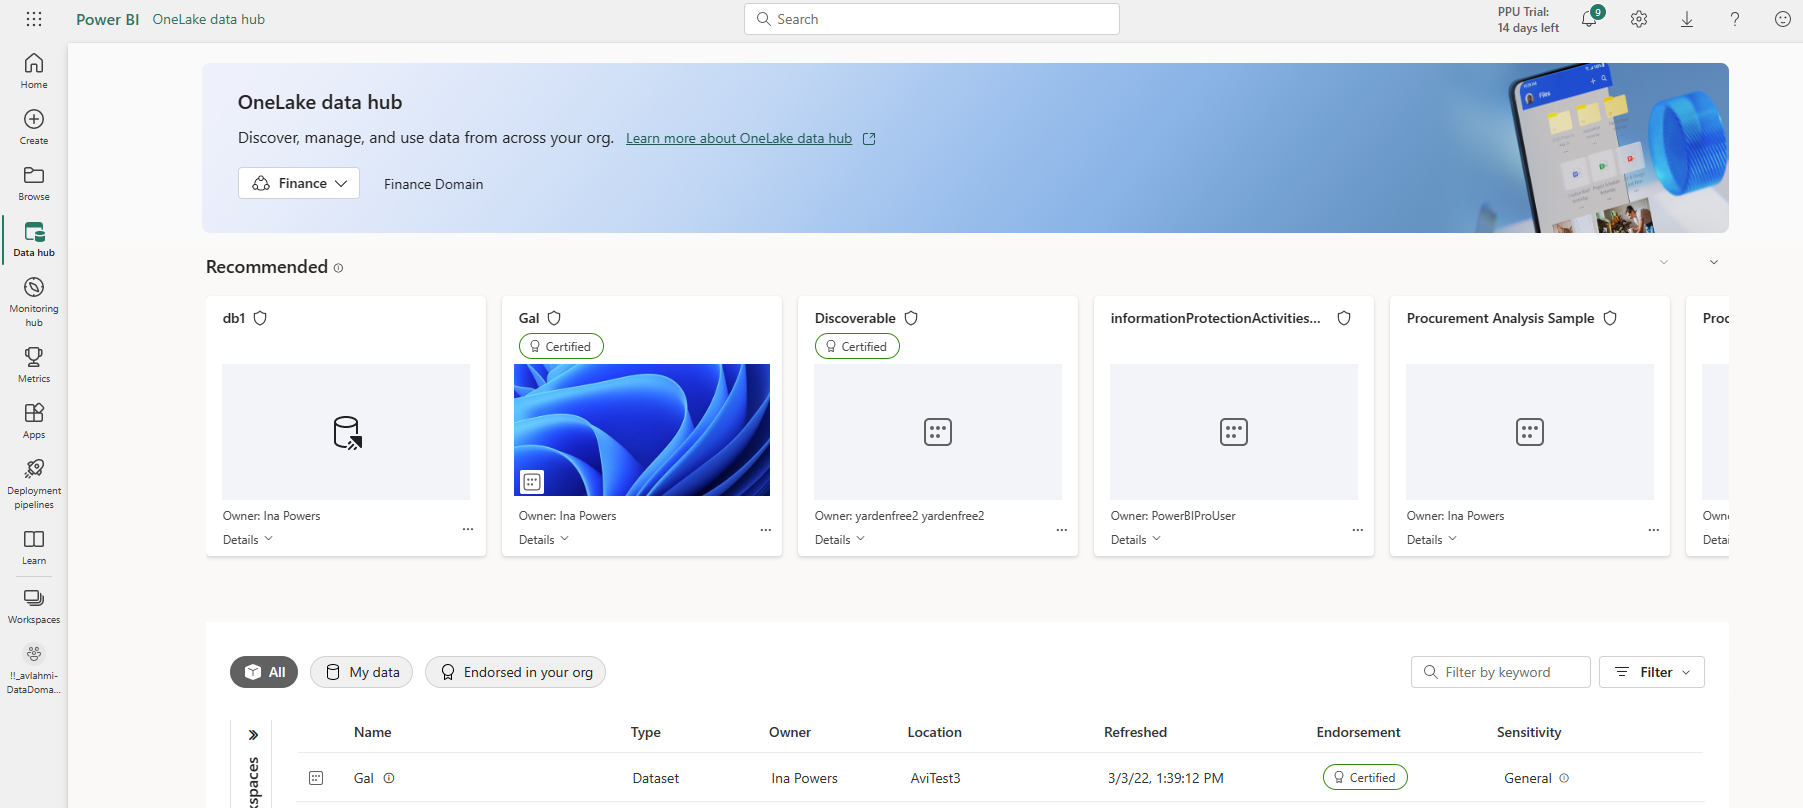 Power BI OneLake data hub
Search
PPU Trial:
14 days left
9
Home
Create
Browse
Data hub
Monitoring
hub
Metrics
Apps
Deployment
pipelines
Learn
Workspaces
!!_avlahmi-
DataDoma...
OneLake data hub
Discover, manage, and use data from across your org. Learn more about OneLake data hub
Finance
Finance Domain
Files
Recommended
db1
Owner: Ina Powers
Details
Gal
Certified
Owner: Ina Powers
Details
Discoverable
Certified
Owner: yardenfree2 yardenfree2
Details
informationProtectionActivities...
Owner: PowerBIProUser
Details
Procurement Analysis Sample
Owner: Ina Powers
Details
Proc
Owne
Detai
All
My data
Endorsed in your org
Filter by keyword
Filter
kspaces
Name Type Owner Location Refreshed Endorsement Sensitivity
Gal Dataset Ina Powers AviTest3 3/3/22, 1:39:12 PM Certified General